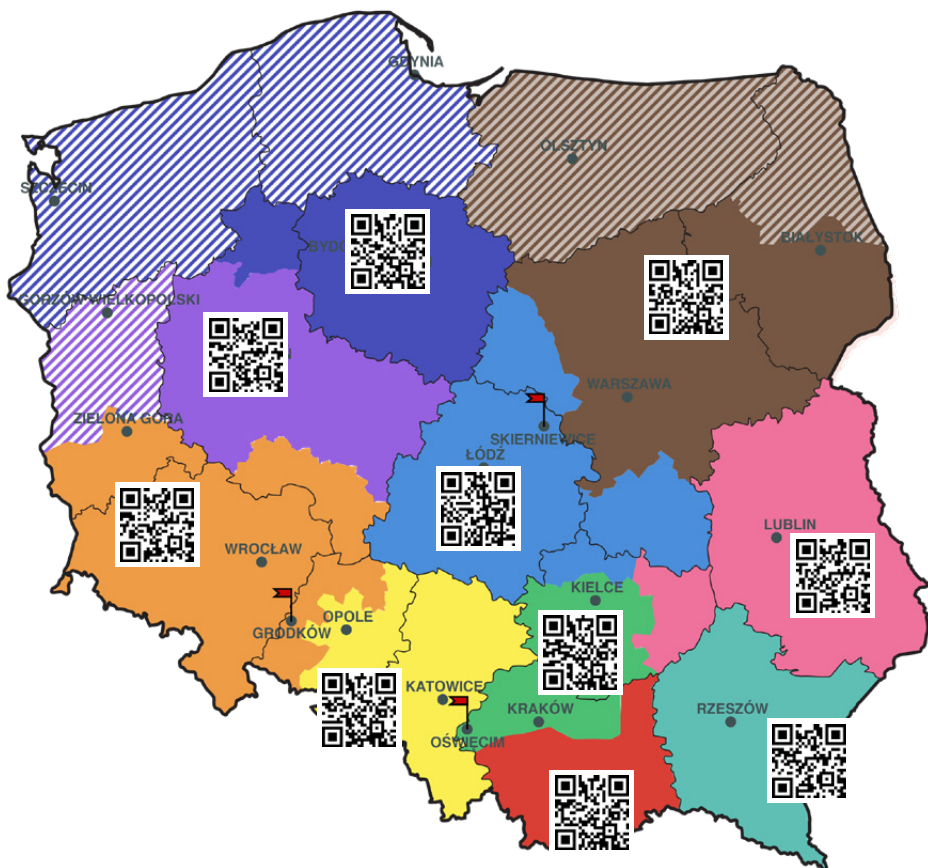 GDYNIA
OLSZTYN
SZCZECIN
BIAŁYSTOK
GORZÓW WIELKOPOLSKI
WARSZAWA
ZIELONA GÓRA
SKIERNIEWICE
ŁÓDŹ
LUBLIN
WROCŁAW
KIELCE
OPOLE
GRODKÓW
KATOWICE
KRAKÓW
RZESZÓW
OŚWIĘCIM